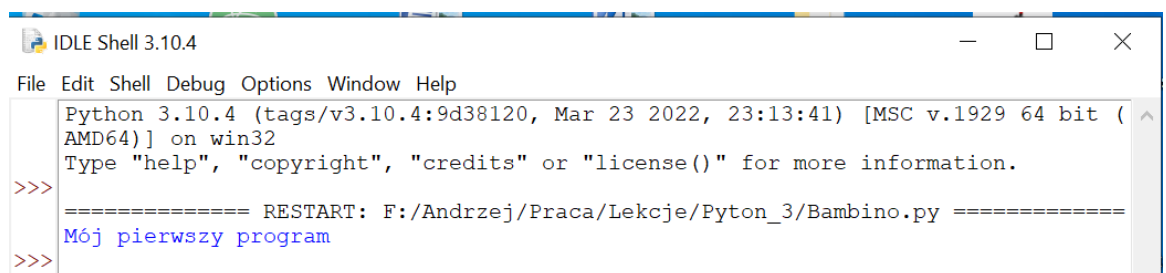 IDLE Shell 3.10.4
File Edit Shell Debug Options Window Help
Python 3.10.4 (tags/v3.10.4:9d38120, Mar 23 2022, 23:13:41) [MSC v.1929 64 bit (
AMD64)] on win32
Type "help", "copyright", "credits" or "license()" for more information.
>>>
============== RESTART: F:/Andrzej/Praca/Lekcje/Pyton_3/Bambino.py =============
Mój pierwszy program
>>>